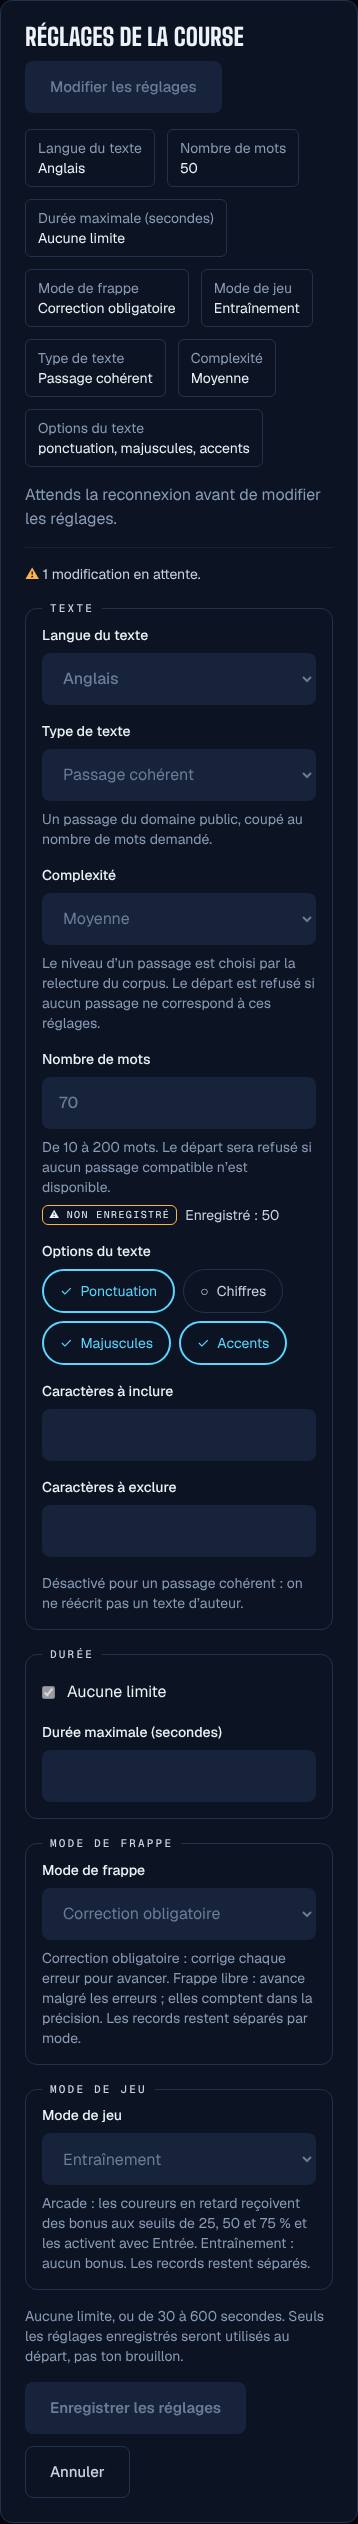 RÉGLAGES DE LA COURSE
Modifier les réglages
Langue du texte
Anglais
Nombre de mots
50
Durée maximale (secondes)
Aucune limite
Mode de frappe
Correction obligatoire
Mode de jeu
Entraînement
Type de texte
Passage cohérent
Complexité
Moyenne
Options du texte
ponctuation, majuscules, accents
Attends la reconnexion avant de modifier
les réglages.
1 modification en attente.
TEXTE
Langue du texte
Anglais
Type de texte
Passage cohérent
Un passage du domaine public, coupé au
nombre de mots demandé.
Complexité
Moyenne
Le niveau d'un passage est choisi par la
relecture du corpus. Le départ est refusé si
aucun passage ne correspond à ces
réglages.
Nombre de mots
70
De 10 à 200 mots. Le départ sera refusé si
aucun passage compatible n'est
disponible.
NON ENREGISTRÉ Enregistré : 50
Options du texte
✓ Ponctuation
○ Chiffres
✓ Majuscules
✓ Accents
Caractères à inclure
Caractères à exclure
Désactivé pour un passage cohérent : on
ne réécrit pas un texte d'auteur.
DURÉE
Aucune limite
Durée maximale (secondes)
MODE DE FRAPPE
Mode de frappe
Correction obligatoire
Correction obligatoire : corrige chaque
erreur pour avancer. Frappe libre : avance
malgré les erreurs ; elles comptent dans la
précision. Les records restent séparés par
mode.
MODE DE JEU
Mode de jeu
Entraînement
Arcade : les coureurs en retard reçoivent
des bonus aux seuils de 25, 50 et 75 % et
les activent avec Entrée. Entraînement :
aucun bonus. Les records restent séparés.
Aucune limite, ou de 30 à 600 secondes. Seuls
les réglages enregistrés seront utilisés au
départ, pas ton brouillon.
Enregistrer les réglages
Annuler